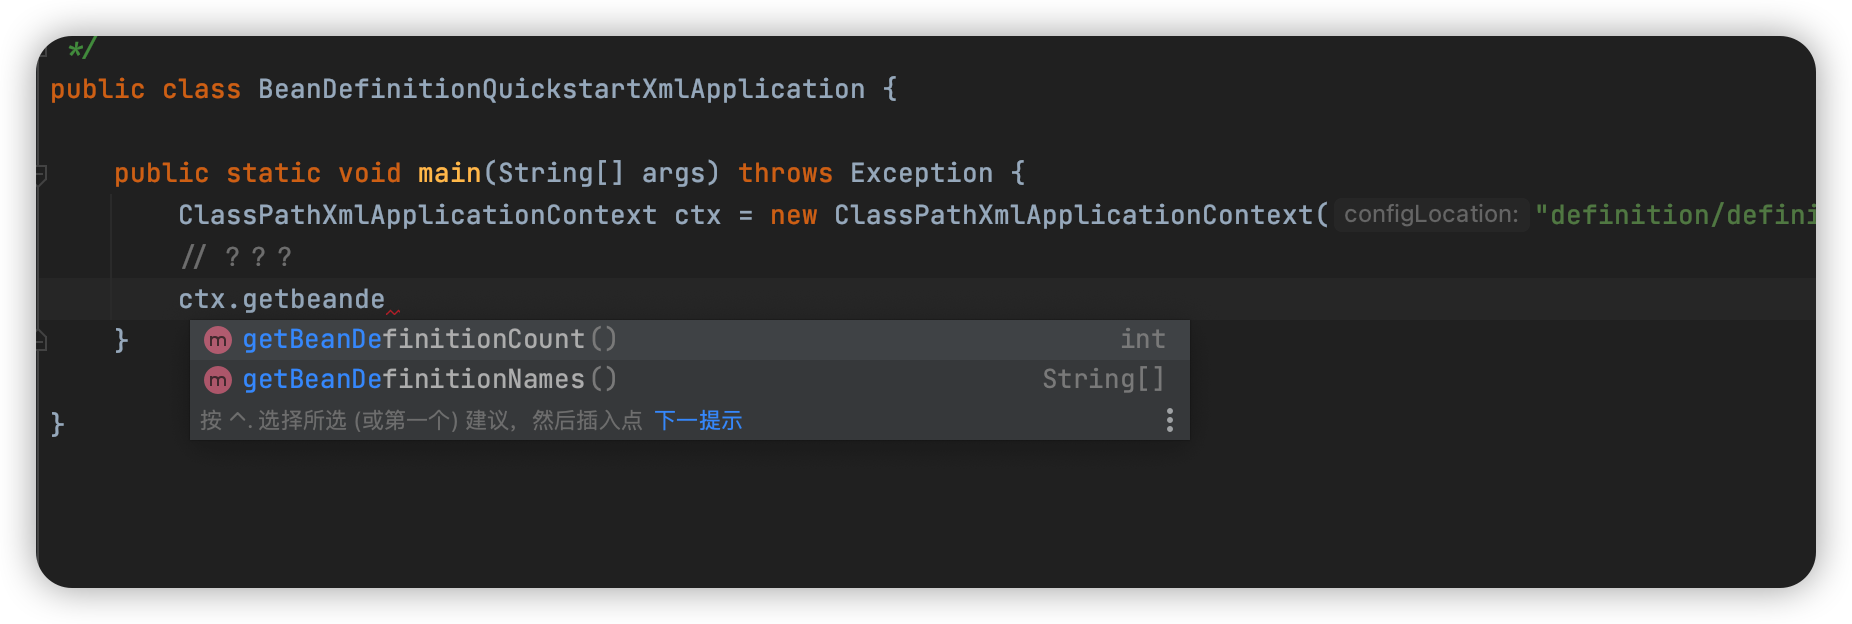 */
public class BeanDefinitionQuickstartXmlApplication {
public static void main(String[] args) throws Exception {
ClassPathXmlApplicationContext ctx = new ClassPathXmlApplicationContext( configLocation: "definition/defini
// ? ? ?
ctx.getbeande
m getBeanDefinitionCount() int
m getBeanDefinitionNames() String[]
按 ^. 选择所选 (或第一个) 建议，然后插入点 下一提示
}
}